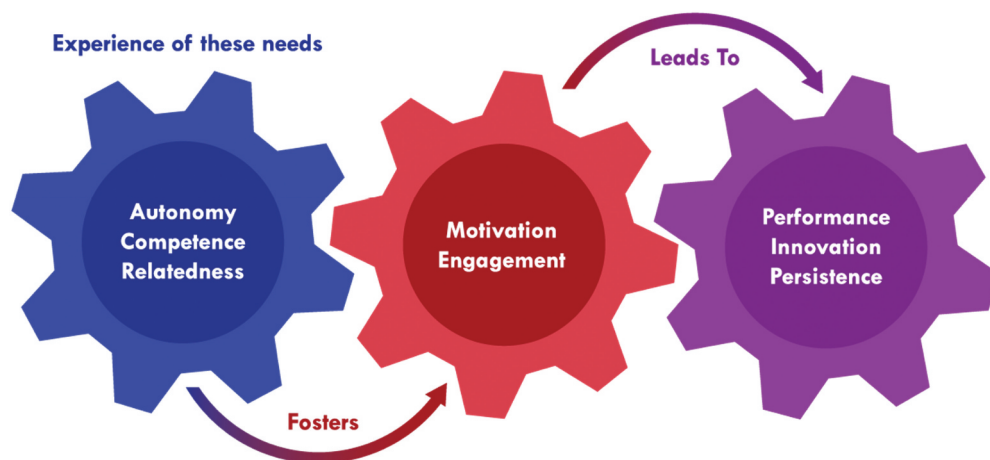 Experience of these needs
Autonomy
Competence
Relatedness
Fosters
Motivation
Engagement
Leads To
Performance
Innovation
Persistence